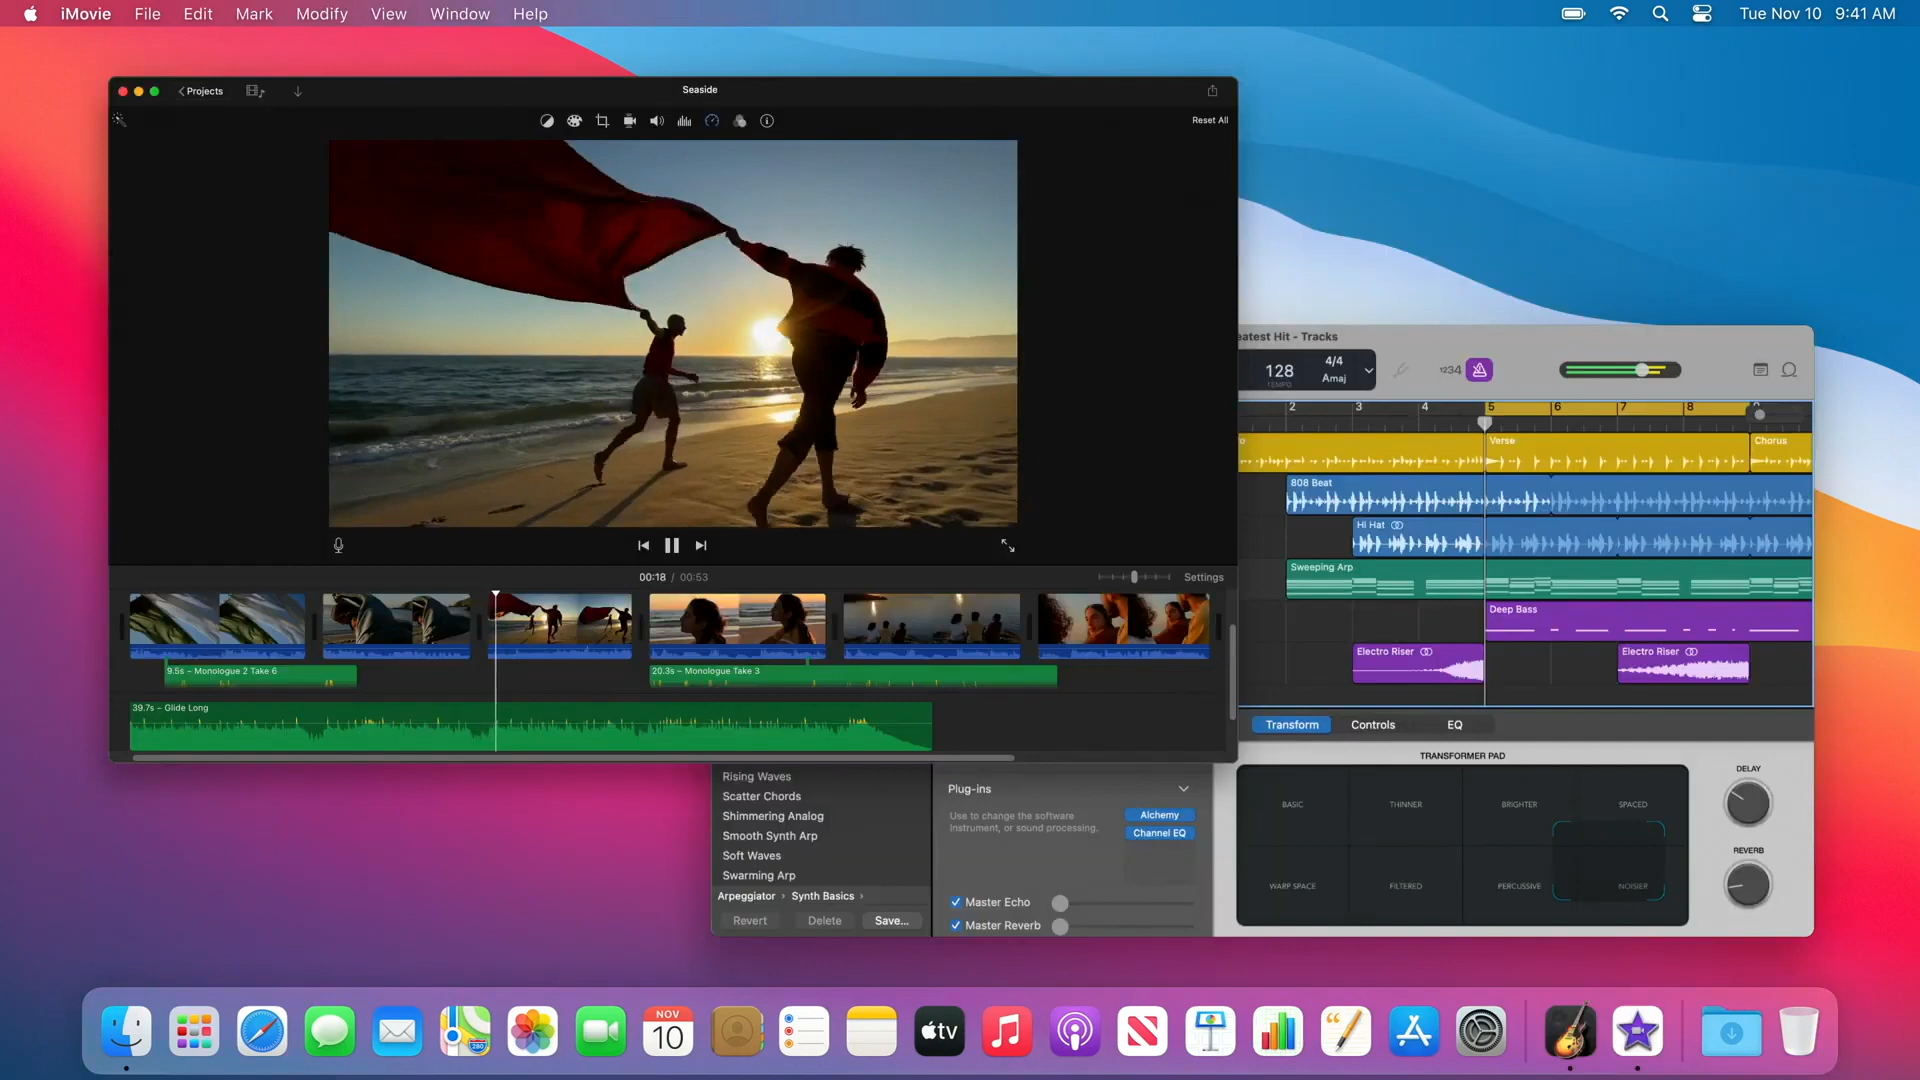 iMovie File Edit Mark Modify View Window Help Tue Nov 10 9:41 AM
Projects
Seaside
Reset All
00:18 / 00:53
Settings
9.5s – Monologue 2 Take 6
20.3s – Monologue Take 3
39.7s – Glide Long
eatest Hit - Tracks
128
TEMPO
4/4
Amaj
1234
2 3 4 5 6 7 8
Verse
Chorus
808 Beat
Hi Hat
Sweeping Arp
Deep Bass
Electro Riser
Electro Riser
Transform Controls EQ
TRANSFORMER PAD
BASIC THINNER BRIGHTER SPACED
WARP SPACE FILTERED PERCUSSIVE NOISIER
DELAY
REVERB
Rising Waves
Scatter Chords
Shimmering Analog
Smooth Synth Arp
Soft Waves
Swarming Arp
Arpeggiator › Synth Basics ›
Revert Delete Save...
Plug-ins
Use to change the software
Instrument, or sound processing.
Alchemy
Channel EQ
Master Echo
Master Reverb
280
NOV
10
tv